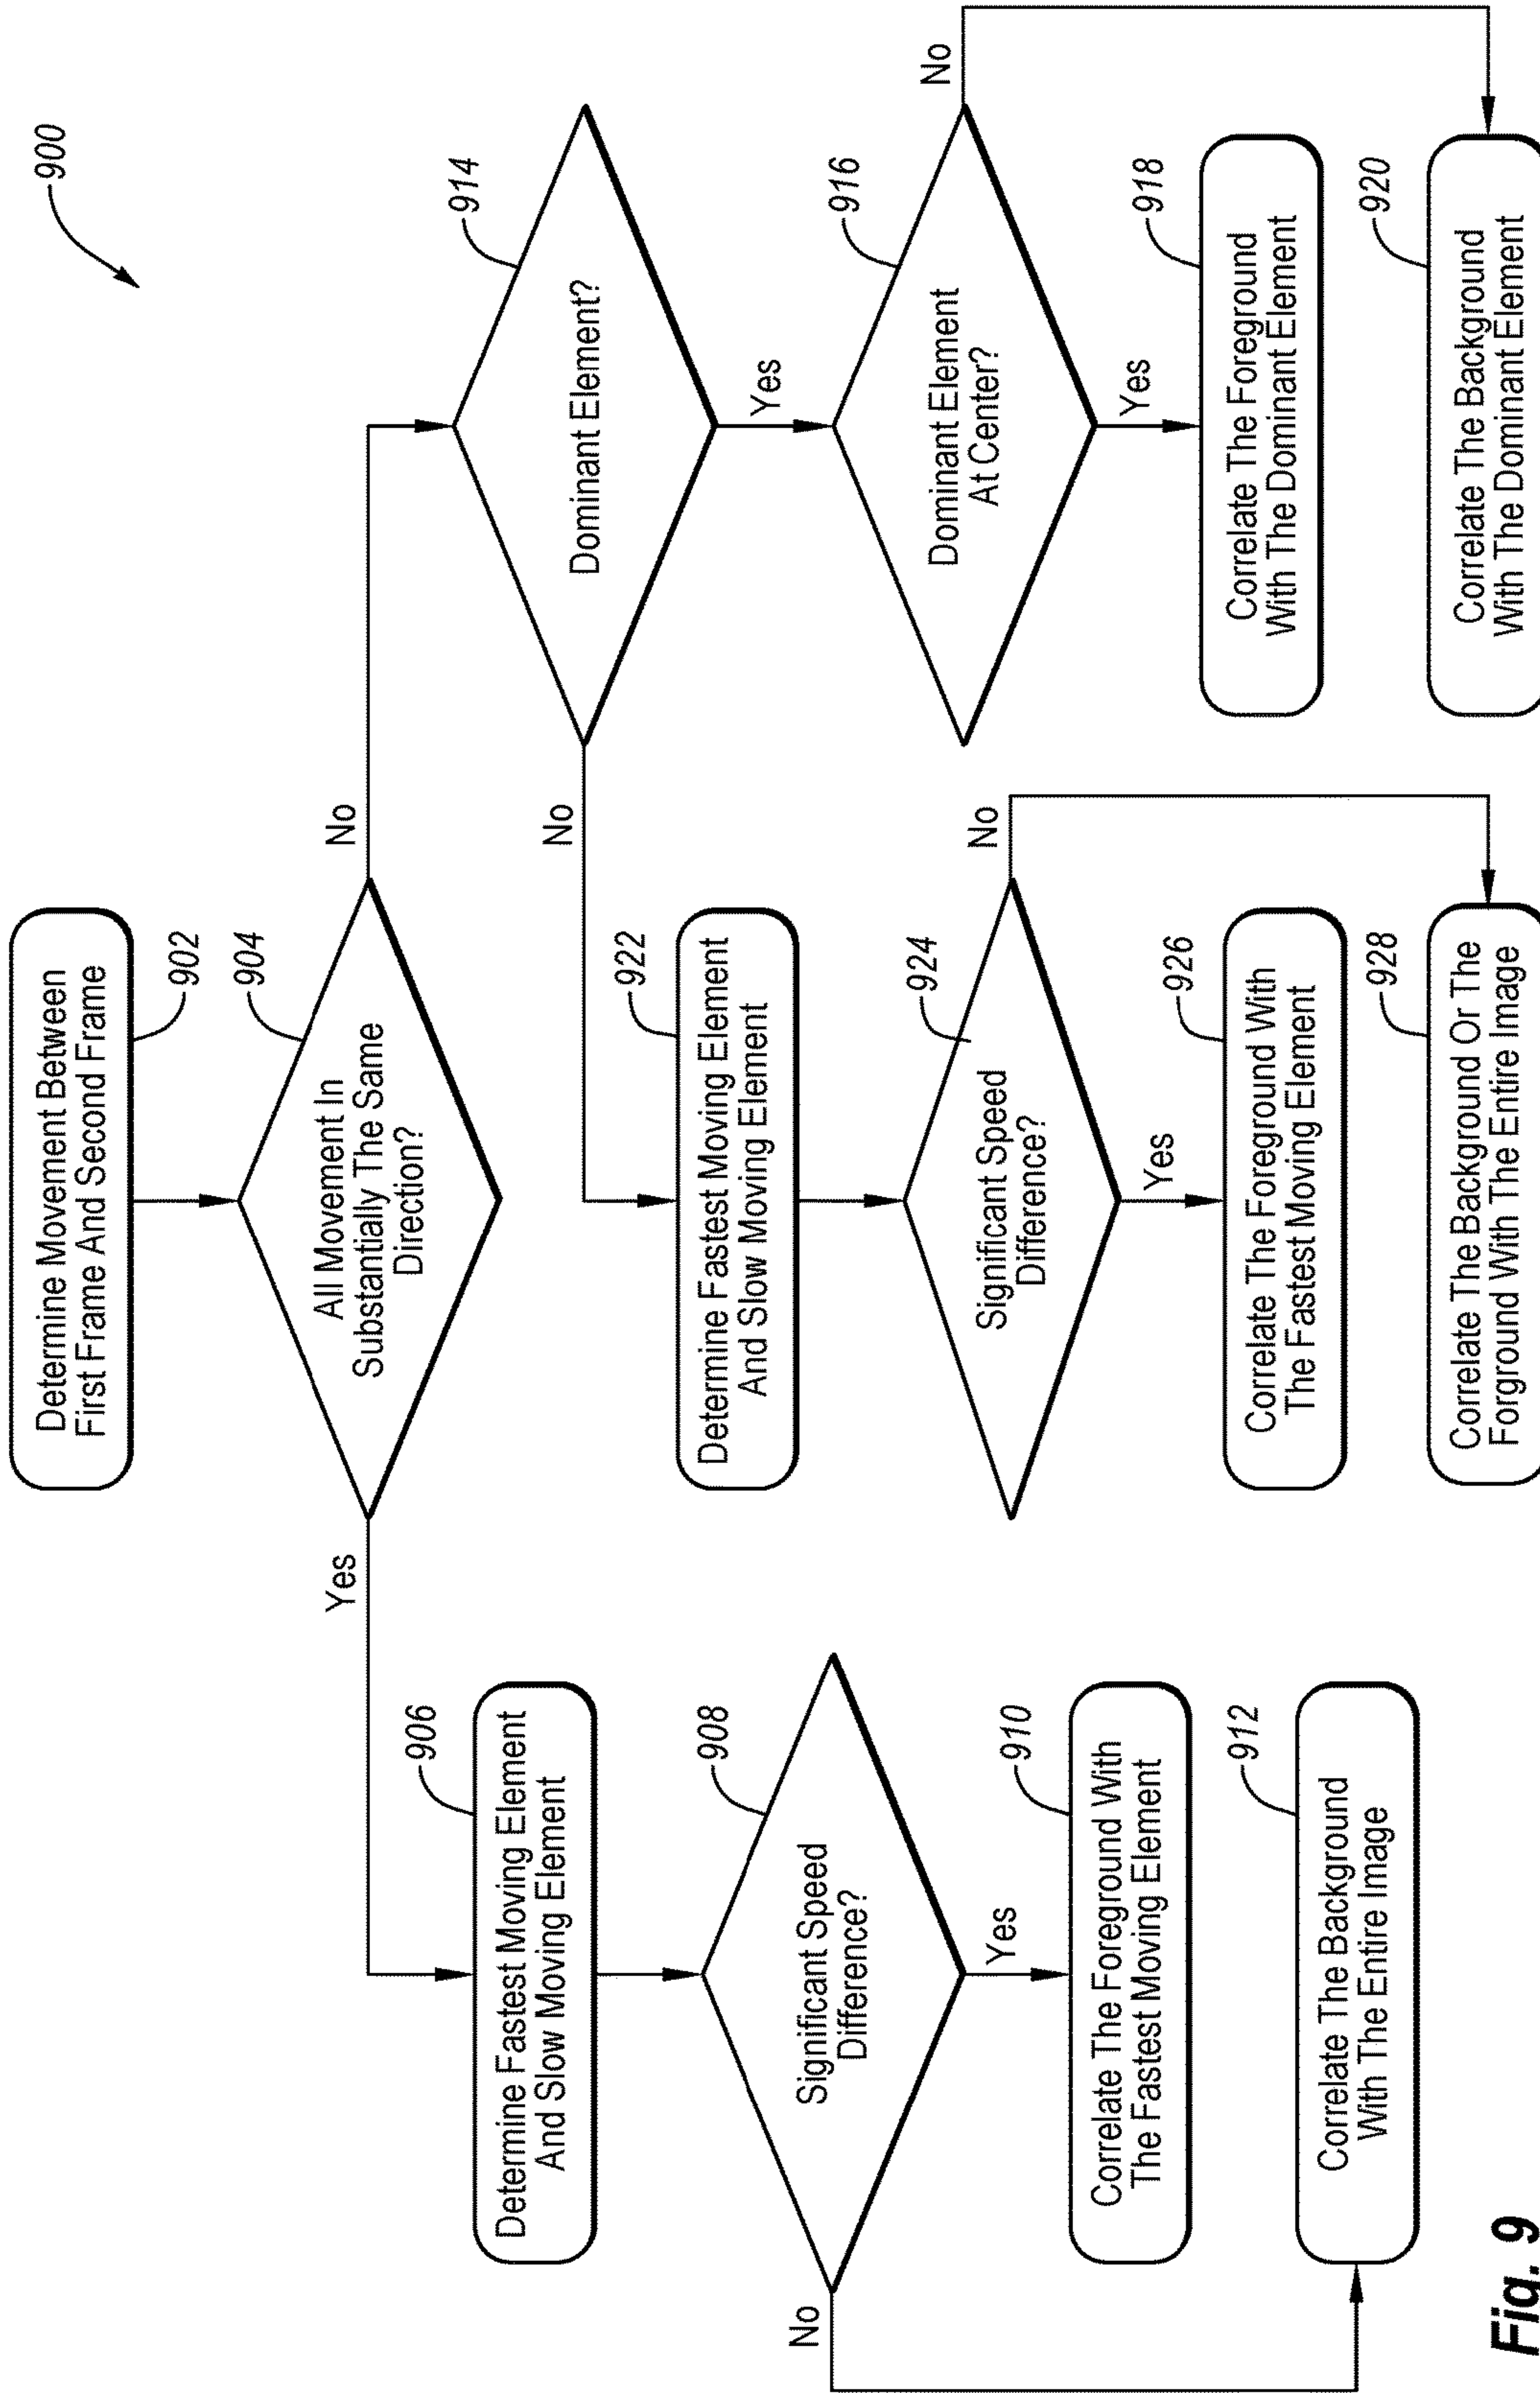 900
Determine Movement Between
First Frame And Second Frame
902
904
All Movement In
Substantially The Same
Direction?
Yes
No
906
Determine Fastest Moving Element
And Slow Moving Element
908
Significant Speed
Difference?
No
Yes
910
Correlate The Foreground With
The Fastest Moving Element
912
Correlate The Background
With The Entire Image
914
Dominant Element?
No
Yes
916
Dominant Element
At Center?
No
Yes
918
Correlate The Foreground
With The Dominant Element
920
Correlate The Background
With The Dominant Element
922
Determine Fastest Moving Element
And Slow Moving Element
924
Significant Speed
Difference?
No
Yes
926
Correlate The Foreground With
The Fastest Moving Element
928
Correlate The Background Or The
Forground With The Entire Image
Fig. 9